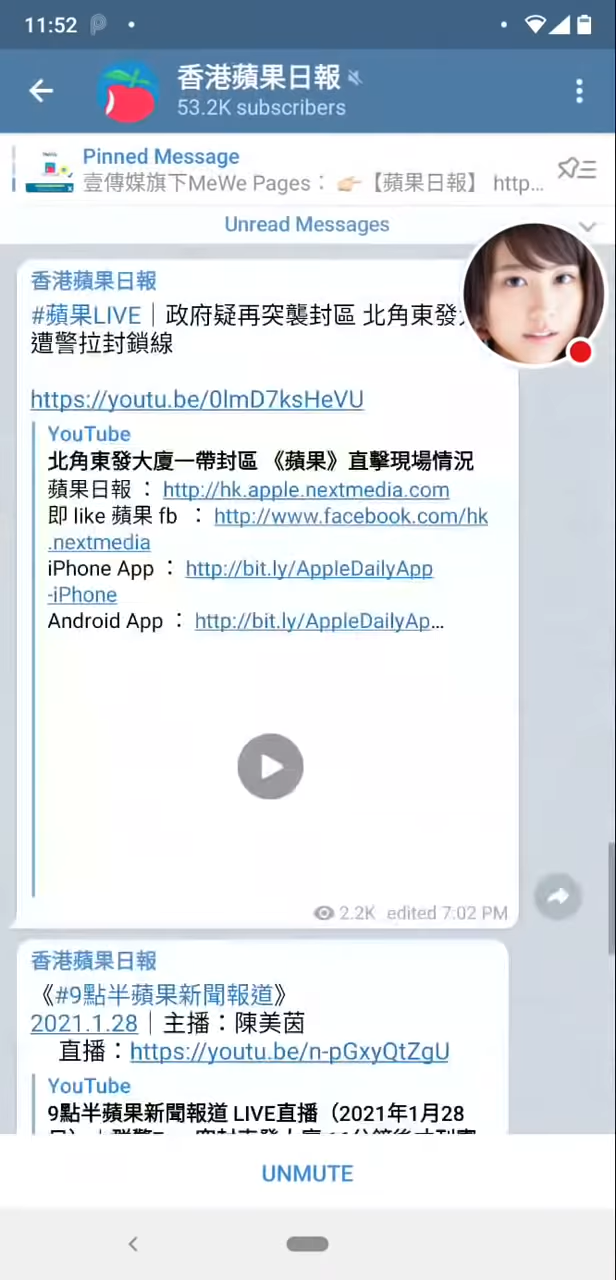 11:52
香港蘋果日報
53.2K subscribers
Pinned Message
壹傳媒旗下MeWe Pages： 👉🏻【蘋果日報】 http...
Unread Messages
香港蘋果日報
#蘋果LIVE｜政府疑再突襲封區 北角東發
遭警拉封鎖線
https://youtu.be/0lmD7ksHeVU
YouTube
北角東發大廈一帶封區 《蘋果》直擊現場情況
蘋果日報 ： http://hk.apple.nextmedia.com
即 like 蘋果 fb ： http://www.facebook.com/hk
.nextmedia
iPhone App ： http://bit.ly/AppleDailyApp
-iPhone
Android App ： http://bit.ly/AppleDailyAp...
2.2K edited 7:02 PM
香港蘋果日報
《#9點半蘋果新聞報道》
2021.1.28｜主播：陳美茵
直播：https://youtu.be/n-pGxyQtZgU
YouTube
9點半蘋果新聞報道 LIVE直播（2021年1月28
UNMUTE